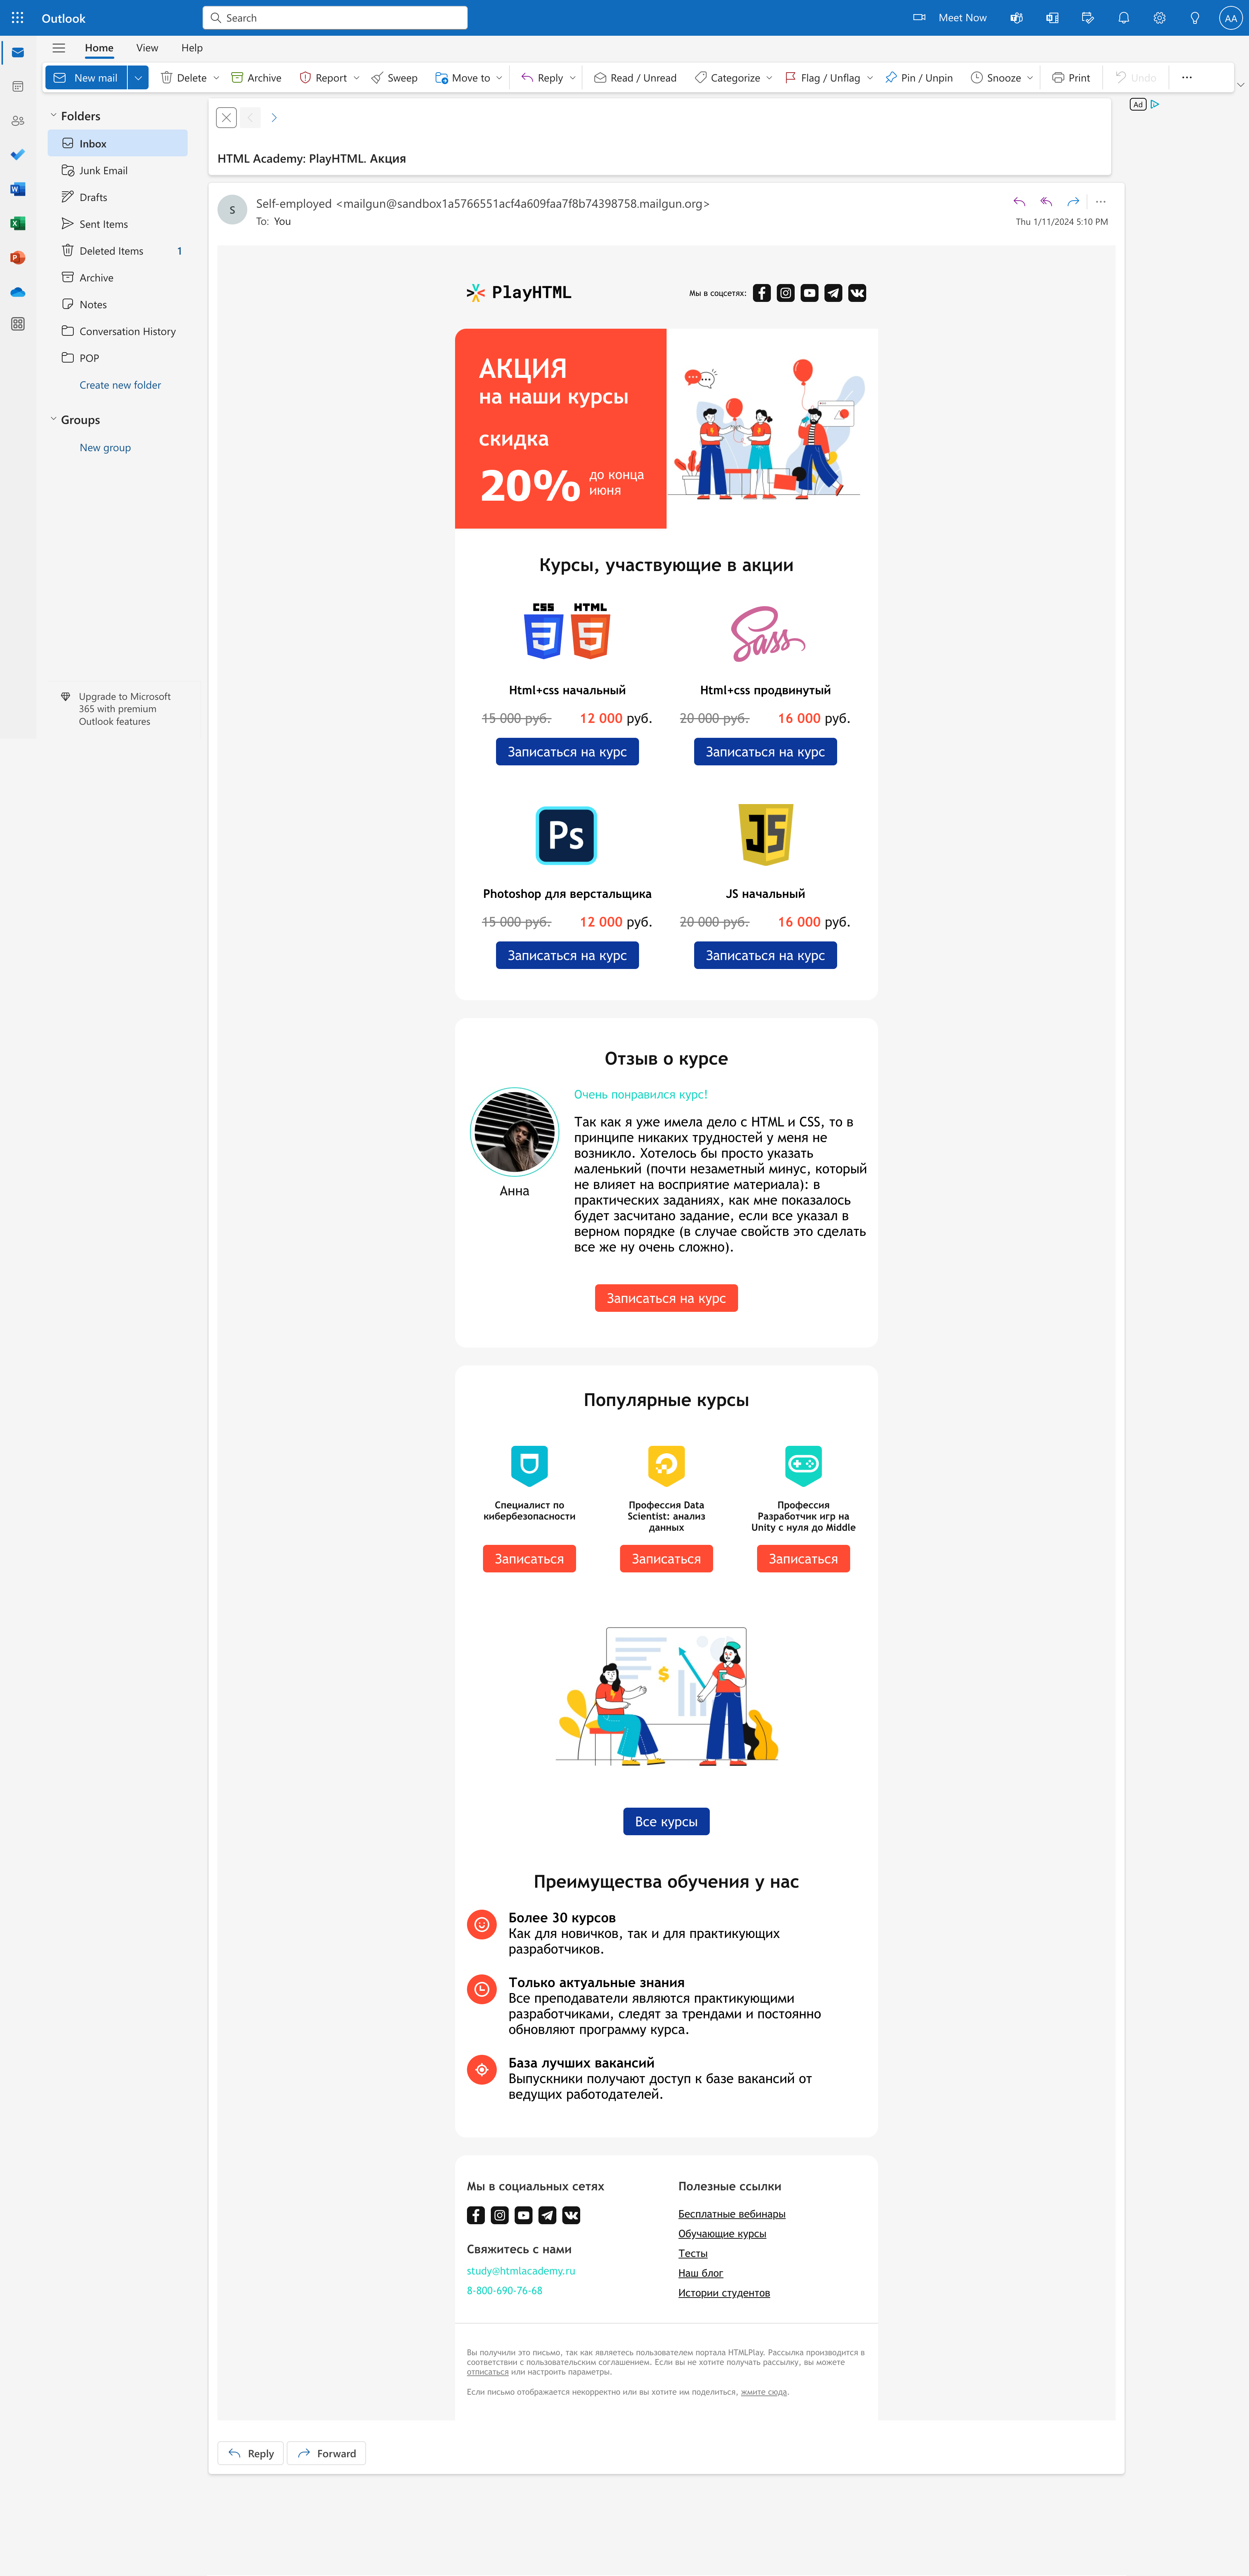 Outlook
Search
Meet Now
AA
Home
View
Help
New mail
Delete
Archive
Report
Sweep
Move to
Reply
Read / Unread
Categorize
Flag / Unflag
Pin / Unpin
Snooze
Print
Undo
Folders
Inbox
Junk Email
Drafts
Sent Items
Deleted Items 1
Archive
Notes
Conversation History
POP
Create new folder
Groups
New group
Upgrade to Microsoft
365 with premium
Outlook features
Ad
HTML Academy: PlayHTML. Акция
S
Self-employed <mailgun@sandbox1a5766551acf4a609faa7f8b74398758.mailgun.org>
To: You
Thu 1/11/2024 5:10 PM
PlayHTML
Мы в соцсетях:
АКЦИЯ
на наши курсы
скидка
20% до конца
июня
Курсы, участвующие в акции
CSS HTML
3 5
Sass
Html+css начальный
Html+css продвинутый
15 000 руб. 12 000 руб.
20 000 руб. 16 000 руб.
Записаться на курс
Записаться на курс
Ps
JS
Photoshop для верстальщика
JS начальный
15 000 руб. 12 000 руб.
20 000 руб. 16 000 руб.
Записаться на курс
Записаться на курс
Отзыв о курсе
Анна
Очень понравился курс!
Так как я уже имела дело с HTML и CSS, то в
принципе никаких трудностей у меня не
возникло. Хотелось бы просто указать
маленький (почти незаметный минус, который
не влияет на восприятие материала): в
практических заданиях, как мне показалось
будет засчитано задание, если все указал в
верном порядке (в случае свойств это сделать
все же ну очень сложно).
Записаться на курс
Популярные курсы
Специалист по
кибербезопасности
Профессия Data
Scientist: анализ
данных
Профессия
Разработчик игр на
Unity с нуля до Middle
Записаться
Записаться
Записаться
$
Все курсы
Преимущества обучения у нас
Более 30 курсов
Как для новичков, так и для практикующих
разработчиков.
Только актуальные знания
Все преподаватели являются практикующими
разработчиками, следят за трендами и постоянно
обновляют программу курса.
База лучших вакансий
Выпускники получают доступ к базе вакансий от
ведущих работодателей.
Мы в социальных сетях
Свяжитесь с нами
study@htmlacademy.ru
8-800-690-76-68
Полезные ссылки
Бесплатные вебинары
Обучающие курсы
Тесты
Наш блог
Истории студентов
Вы получили это письмо, так как являетесь пользователем портала HTMLPlay. Рассылка производится в
соответствии с пользовательским соглашением. Если вы не хотите получать рассылку, вы можете
отписаться или настроить параметры.
Если письмо отображается некорректно или вы хотите им поделиться, жмите сюда.
Reply
Forward